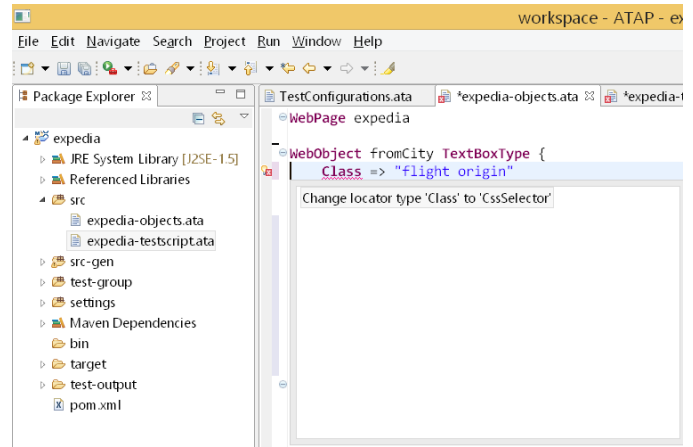 workspace - ATAP - ex
File Edit Navigate Search Project Run Window Help
Package Explorer
TestConfigurations.ata
*expedia-objects.ata
*expedia-t
expedia
JRE System Library [J2SE-1.5]
Referenced Libraries
src
expedia-objects.ata
expedia-testscript.ata
src-gen
test-group
settings
Maven Dependencies
bin
target
test-output
pom.xml
WebPage expedia
WebObject fromCity TextBoxType {
Class => "flight origin"
Change locator type 'Class' to 'CssSelector'